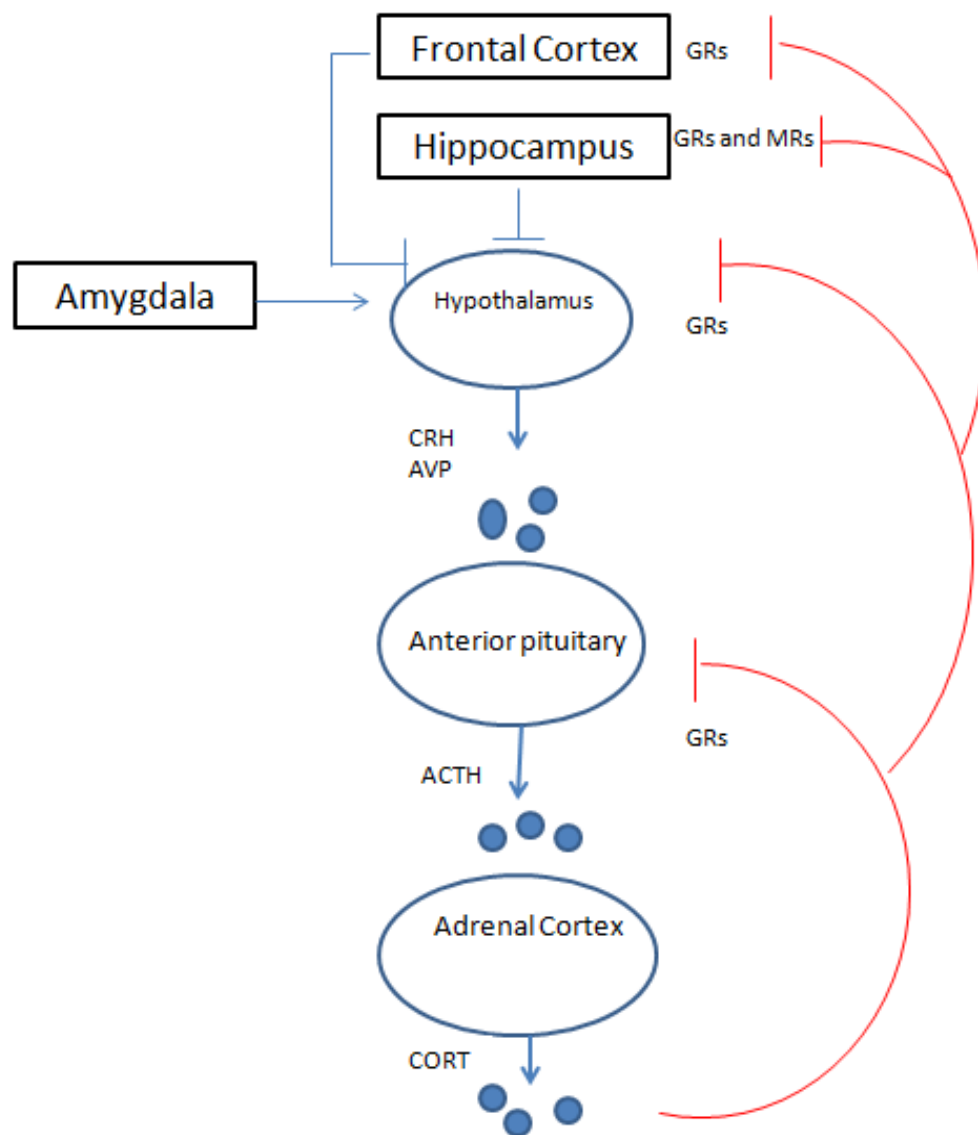 Frontal Cortex
GRs
Hippocampus
GRs and MRs
Amygdala
Hypothalamus
GRs
CRH
AVP
Anterior pituitary
GRs
ACTH
Adrenal Cortex
CORT